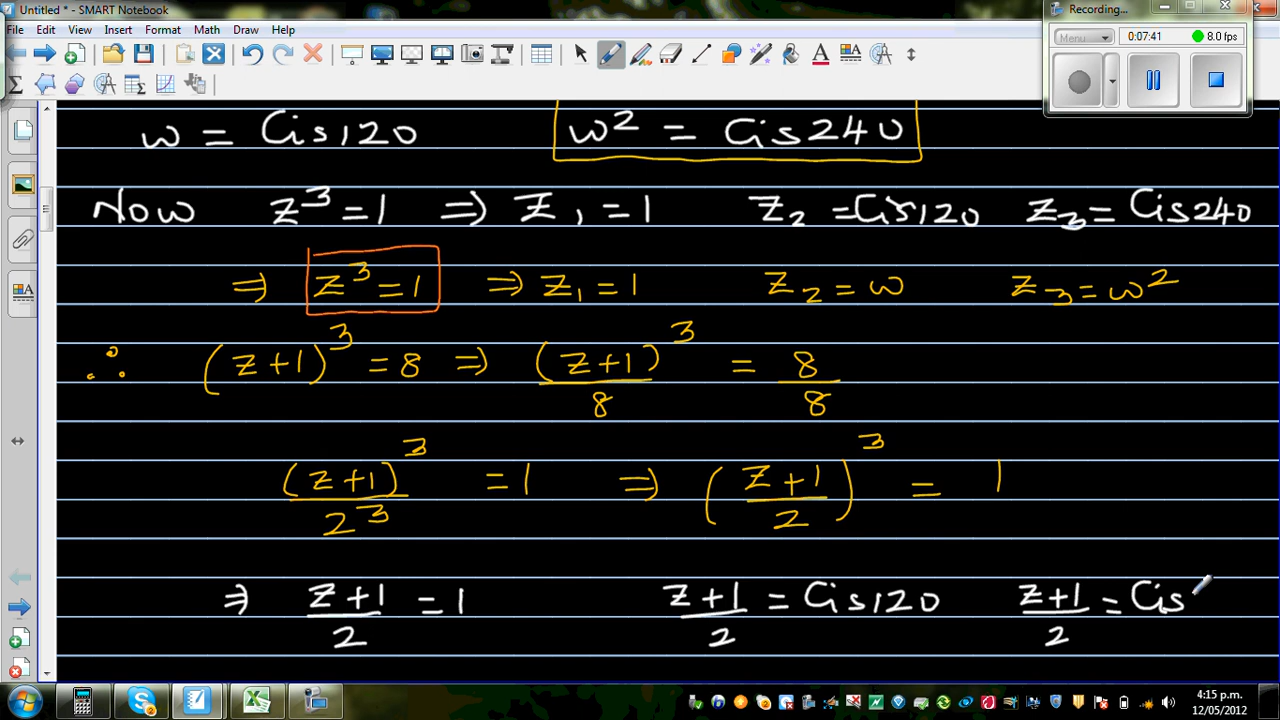 Untitled * - SMART Notebook
Recording...
File Edit View Insert Format Math Draw Help
Menu 0:07:41 8.0 fps
w = Cis120 w² = Cis240
Now z³=1 ⇒ z₁=1 z₂=Cis120 z₃=Cis240
⇒ z³=1 ⇒ z₁=1 z₂=w z₃=w²
∴ (z+1)³=8 ⇒ (z+1)³/8 = 8/8
(z+1)³/2³ =1 ⇒ ((z+1)/2)³ = 1
⇒ (z+1)/2 =1 (z+1)/2 = Cis120 (z+1)/2 = Cis
4:15 p.m.
12/05/2012